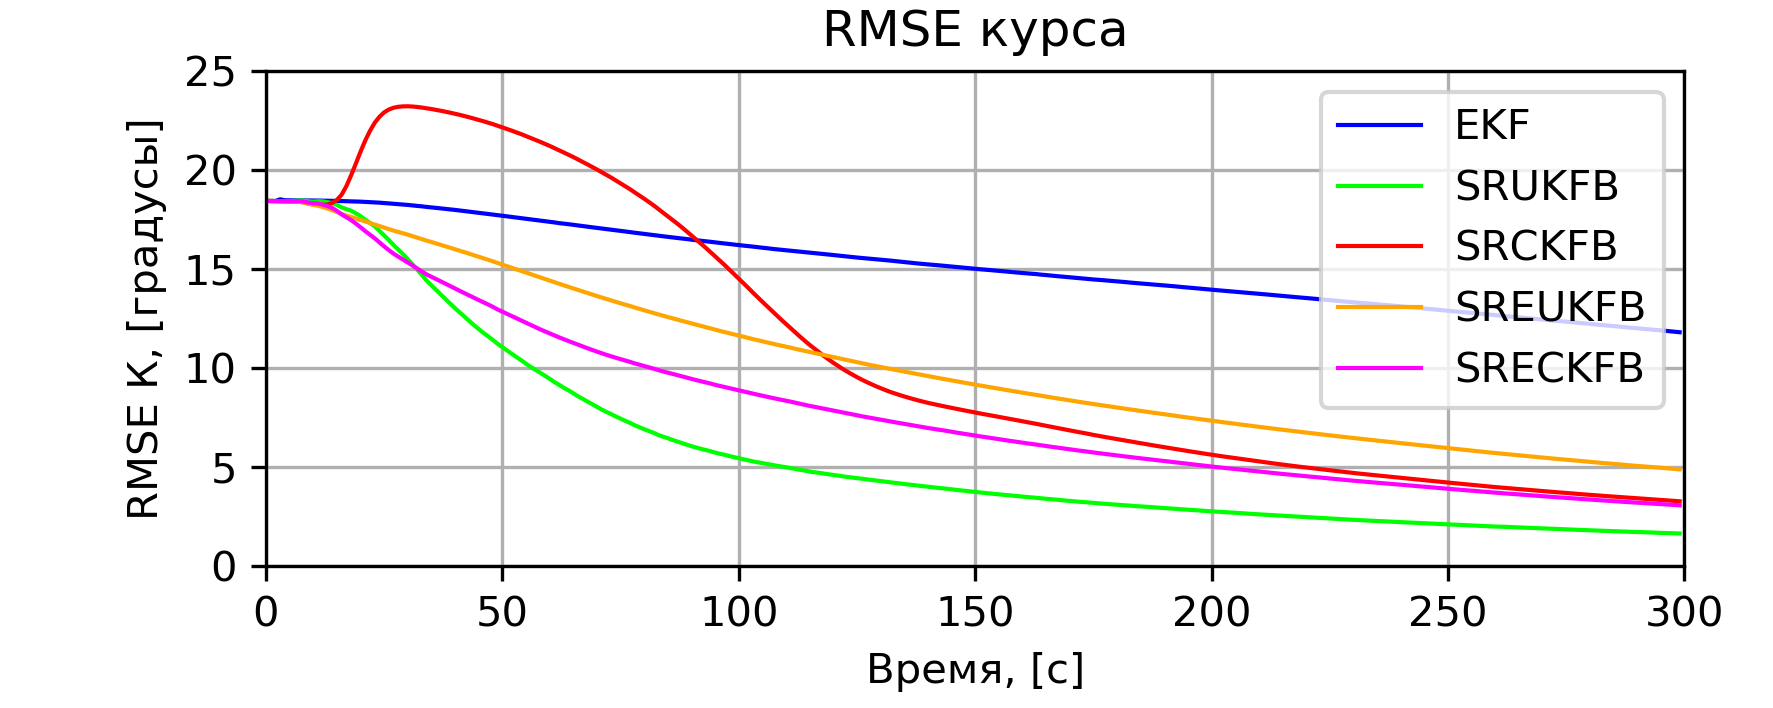 RMSE курса
RMSE К, [градусы]
25
20
15
10
5
0
0 50 100 150 200 250 300
Время, [с]
EKF
SRUKFB
SRCKFB
SREUKFB
SRECKFB